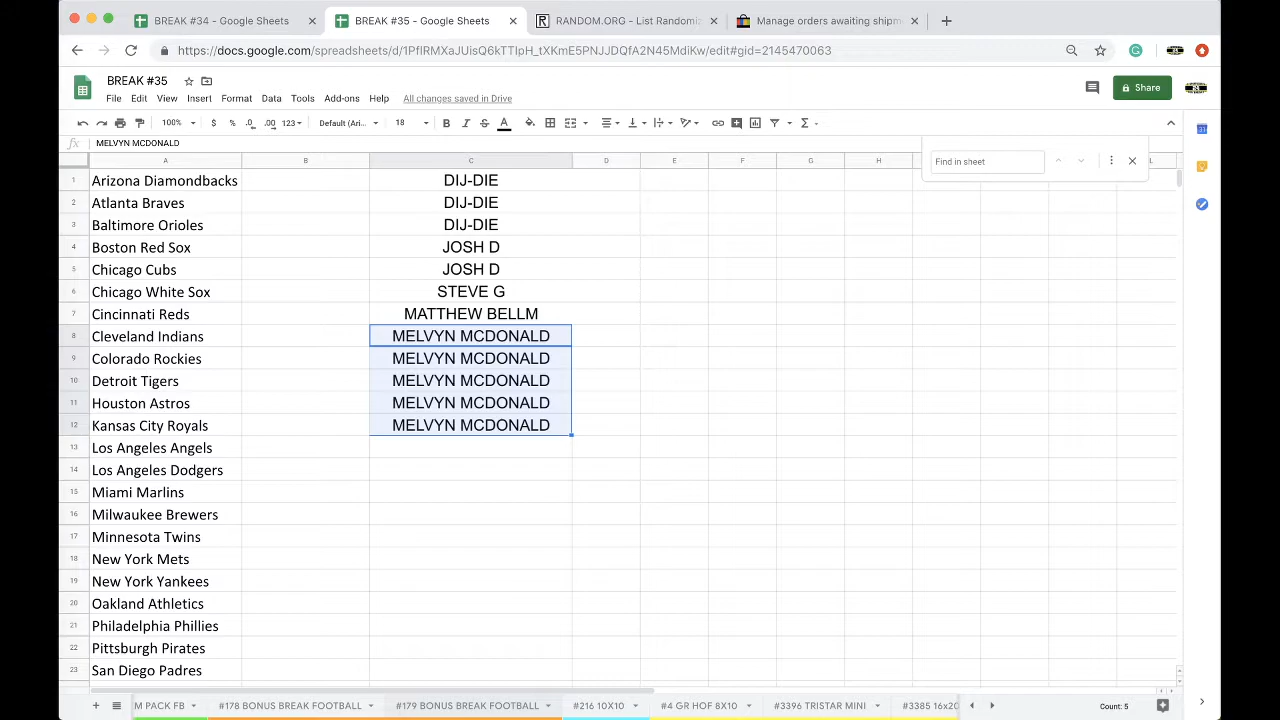 BREAK #34 - Google Sheets
BREAK #35 - Google Sheets
RANDOM.ORG - List Randomi
Manage orders awaiting shipm
https://docs.google.com/spreadsheets/d/1PfIRMXaJUisQ6kTTIpH_tXKmE5PNJJDQfA2N45MdiKw/edit#gid=2145470063
BREAK #35
File Edit View Insert Format Data Tools Add-ons Help All changes saved in Drive
Share
100% $ % .0 .00 123 Default (Ari... 18 B I S A
fx MELVYN MCDONALD
Find in sheet
A B C D E F G H L
1 Arizona Diamondbacks DIJ-DIE
2 Atlanta Braves DIJ-DIE
3 Baltimore Orioles DIJ-DIE
4 Boston Red Sox JOSH D
5 Chicago Cubs JOSH D
6 Chicago White Sox STEVE G
7 Cincinnati Reds MATTHEW BELLM
8 Cleveland Indians MELVYN MCDONALD
9 Colorado Rockies MELVYN MCDONALD
10 Detroit Tigers MELVYN MCDONALD
11 Houston Astros MELVYN MCDONALD
12 Kansas City Royals MELVYN MCDONALD
13 Los Angeles Angels
14 Los Angeles Dodgers
15 Miami Marlins
16 Milwaukee Brewers
17 Minnesota Twins
18 New York Mets
19 New York Yankees
20 Oakland Athletics
21 Philadelphia Phillies
22 Pittsburgh Pirates
23 San Diego Padres
M PACK FB #178 BONUS BREAK FOOTBALL #179 BONUS BREAK FOOTBALL #216 10X10 #4 GR HOF 8X10 #3396 TRISTAR MINI #3385 16x20 Count: 5